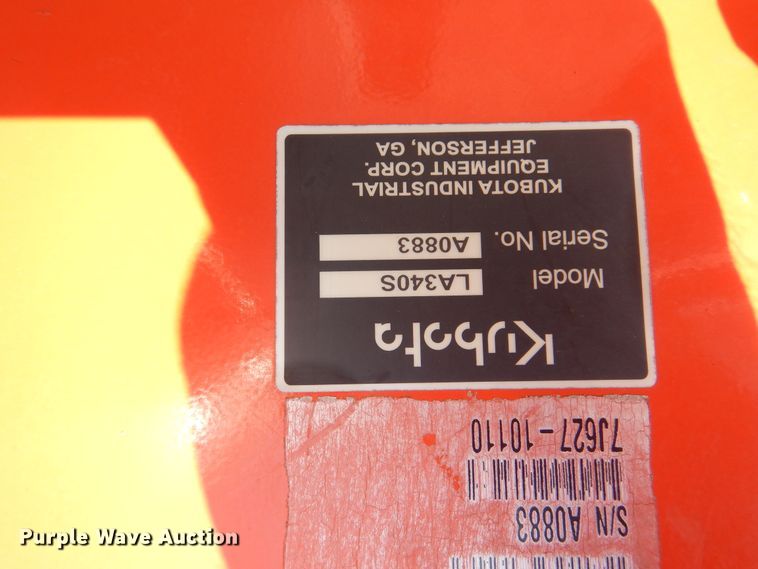 Kubota
Model LA340S
Serial No. A0883
KUBOTA INDUSTRIAL
EQUIPMENT CORP.
JEFFERSON, GA
S/N A0883
7J627-10110
Purple Wave Auction